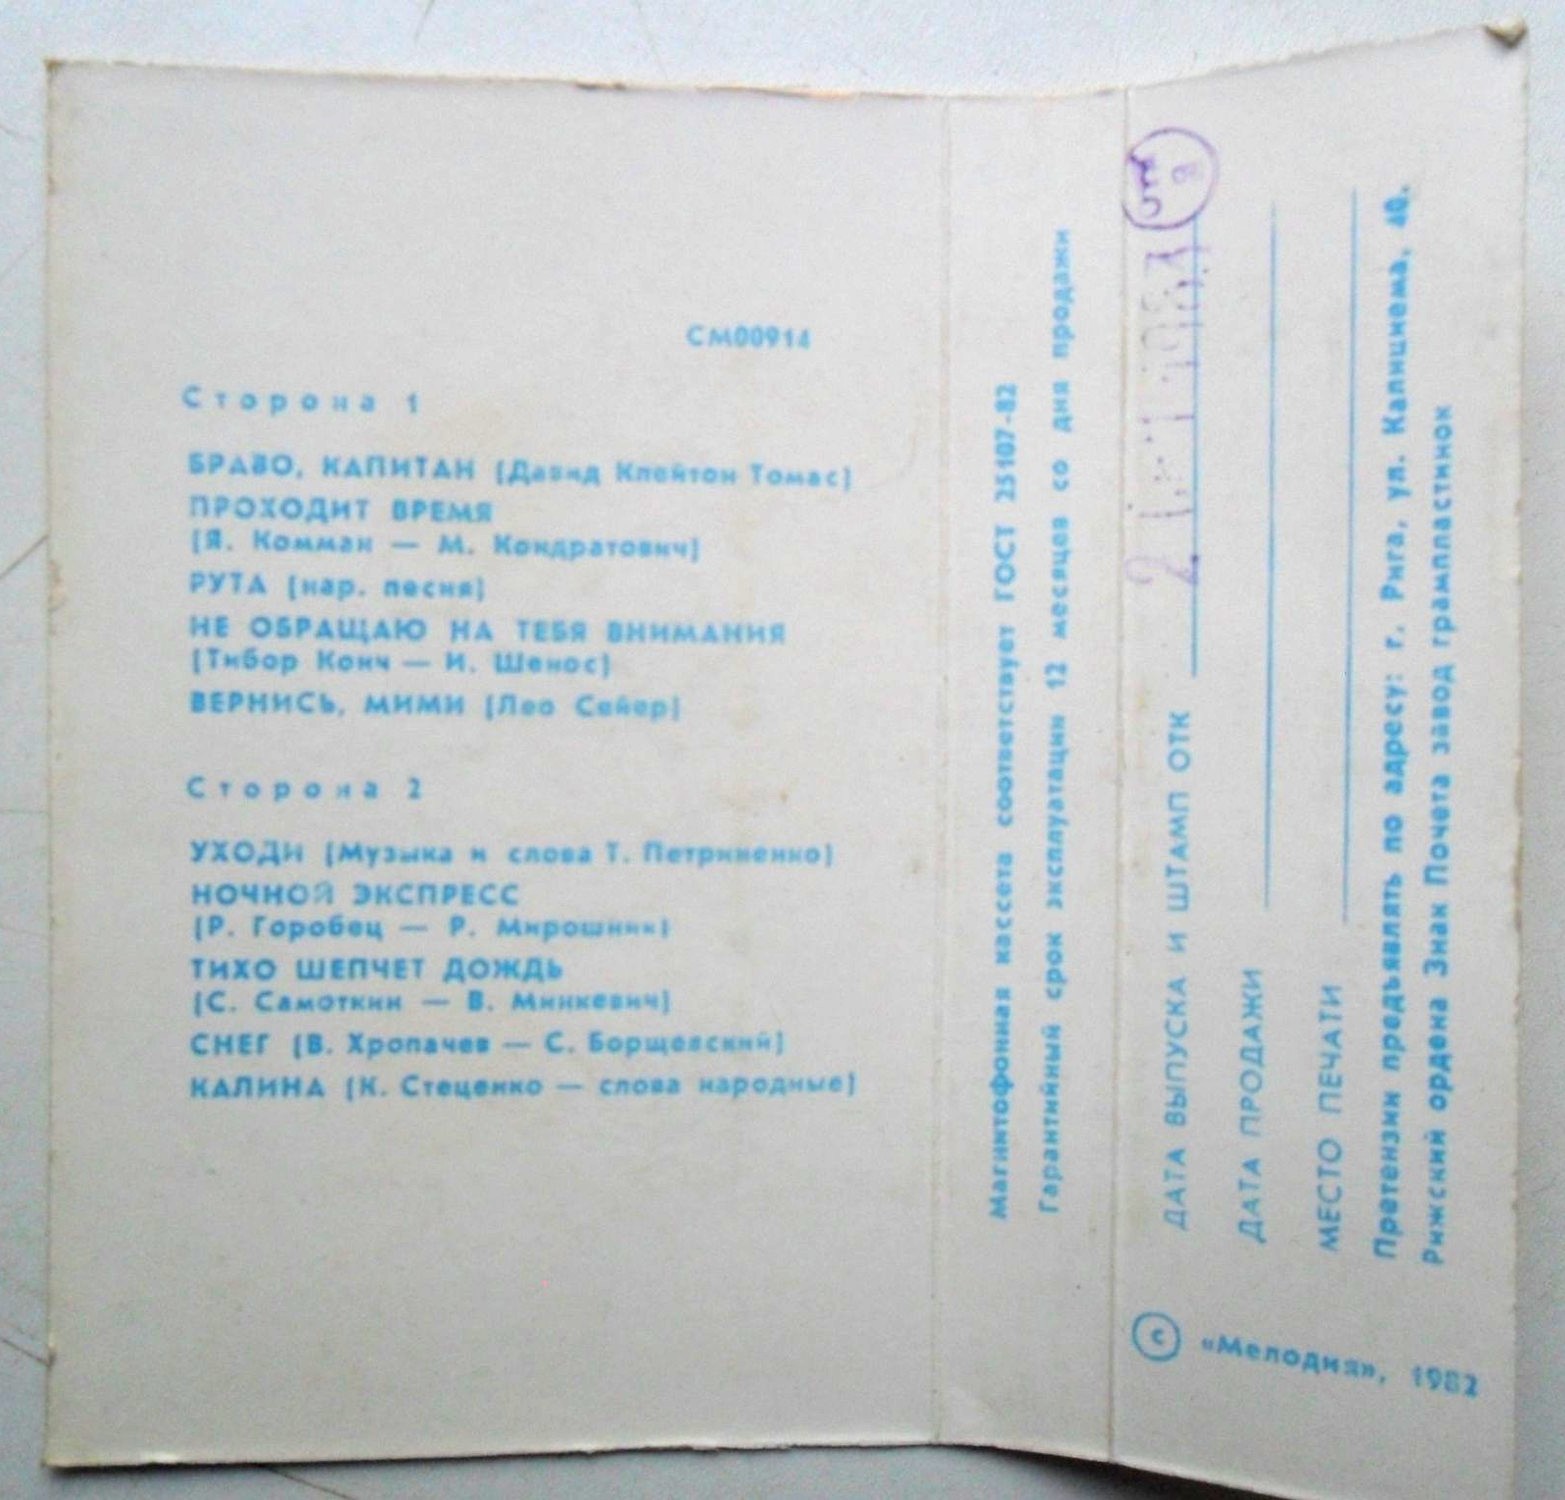 СМ00914
Сторона 1
БРАВО, КАПИТАН (Давид Клейтон Томас)
ПРОХОДИТ ВРЕМЯ
(Я. Комман — М. Кондратович)
РУТА (нар. песня)
НЕ ОБРАЩАЮ НА ТЕБЯ ВНИМАНИЯ
(Тибор Конч — И. Шенос)
ВЕРНИСЬ, МИМИ (Лео Сейер)
Сторона 2
УХОДИ (Музыка и слова Т. Петриненко)
НОЧНОЙ ЭКСПРЕСС
(Р. Горобец — Р. Мирошник)
ТИХО ШЕПЧЕТ ДОЖДЬ
(С. Самоткин — В. Минкевич)
СНЕГ (В. Хропачев — С. Борщевский)
КАЛИНА (К. Стеценко — слова народные)
Магнитофонная кассета соответствует ГОСТ 25107-82
Гарантийный срок эксплуатации 12 месяцев со дня продажи
ДАТА ВЫПУСКА И ШТАМП ОТК
ДАТА ПРОДАЖИ
МЕСТО ПЕЧАТИ
Претензии предъявлять по адресу: г. Рига, ул. Калнциема, 40.
Рижский ордена Знак Почета завод грампластинок
с «Мелодия», 1982